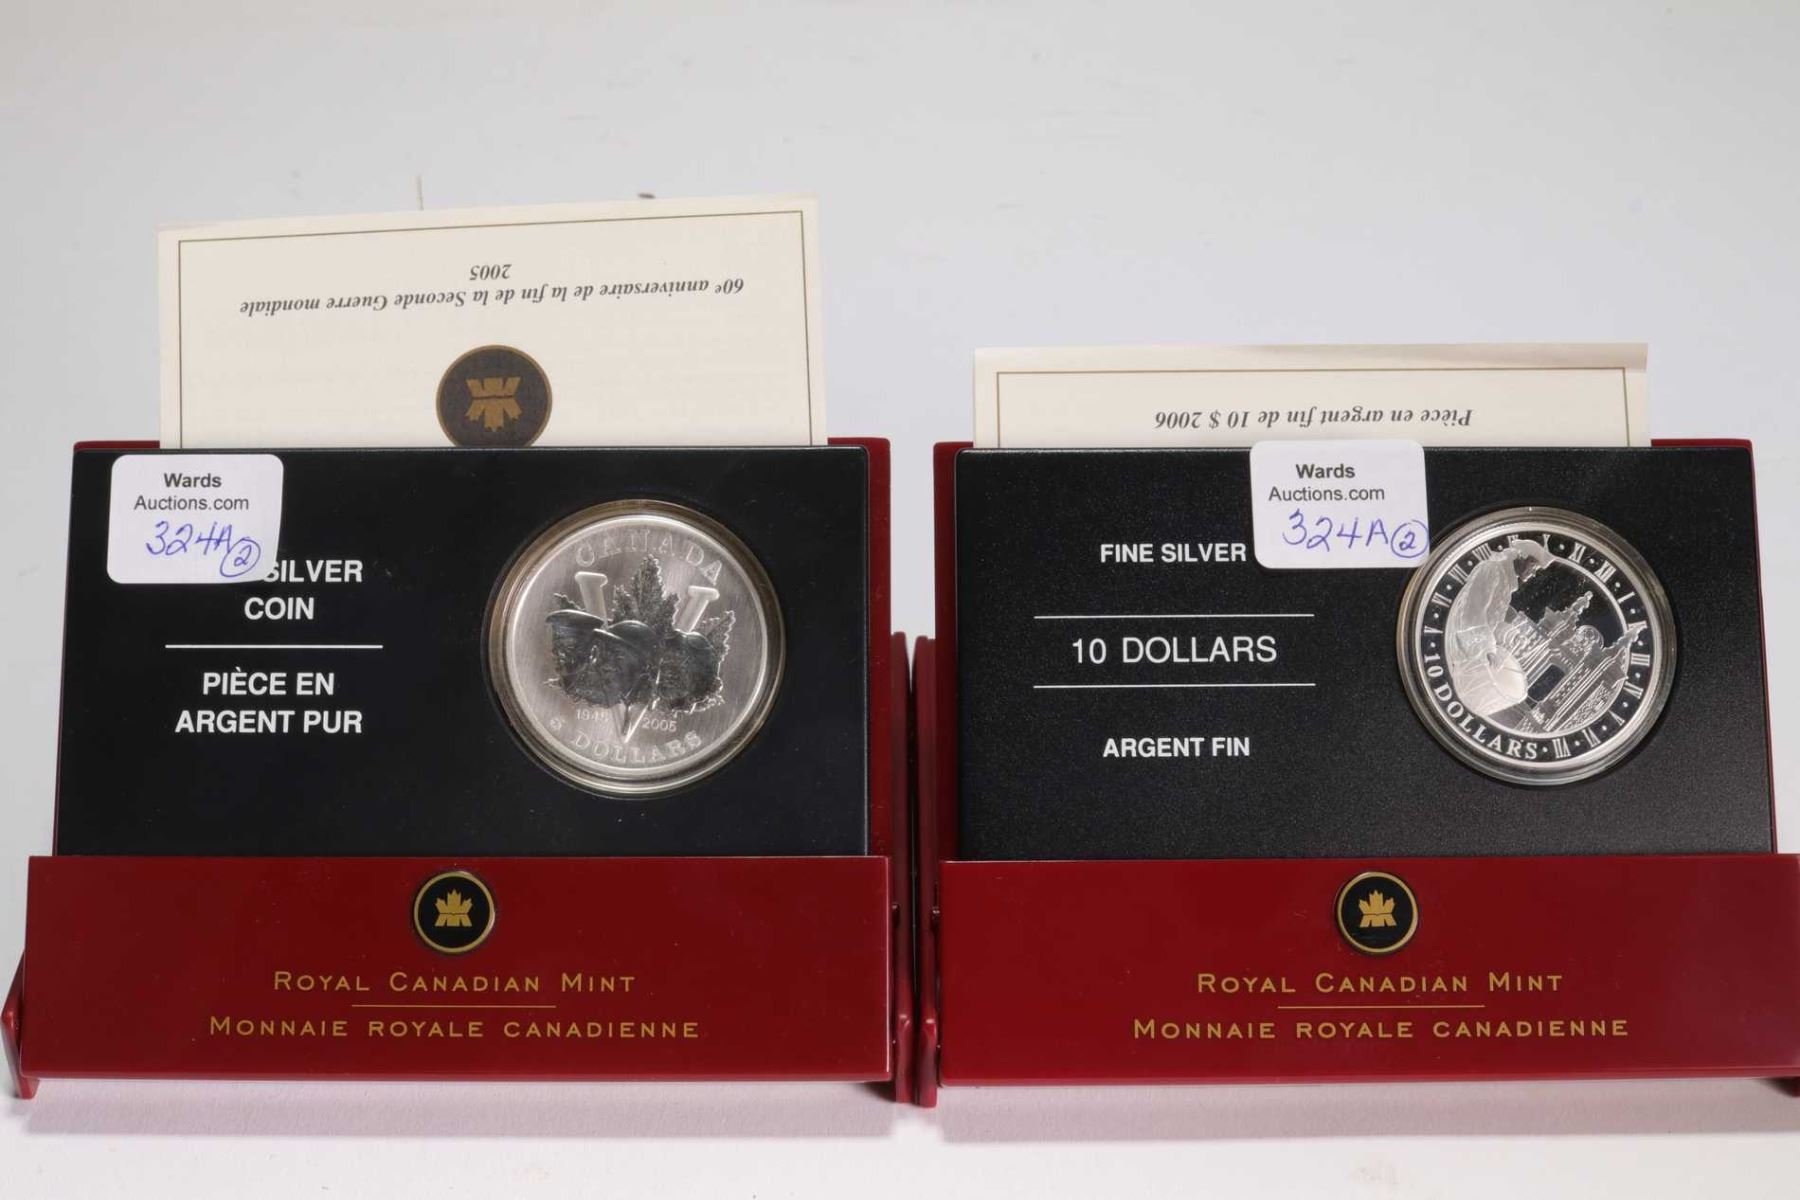 60e anniversaire de la fin de la Seconde Guerre mondiale
2005
Wards
Auctions.com
324A 2
SILVER
COIN
PIÈCE EN
ARGENT PUR
CANADA
1945 2005
5 DOLLARS
ROYAL CANADIAN MINT
MONNAIE ROYALE CANADIENNE
Pièce en argent fin de 10 $ 2006
Wards
Auctions.com
324A 2
FINE SILVER
10 DOLLARS
ARGENT FIN
10 DOLLARS
ROYAL CANADIAN MINT
MONNAIE ROYALE CANADIENNE